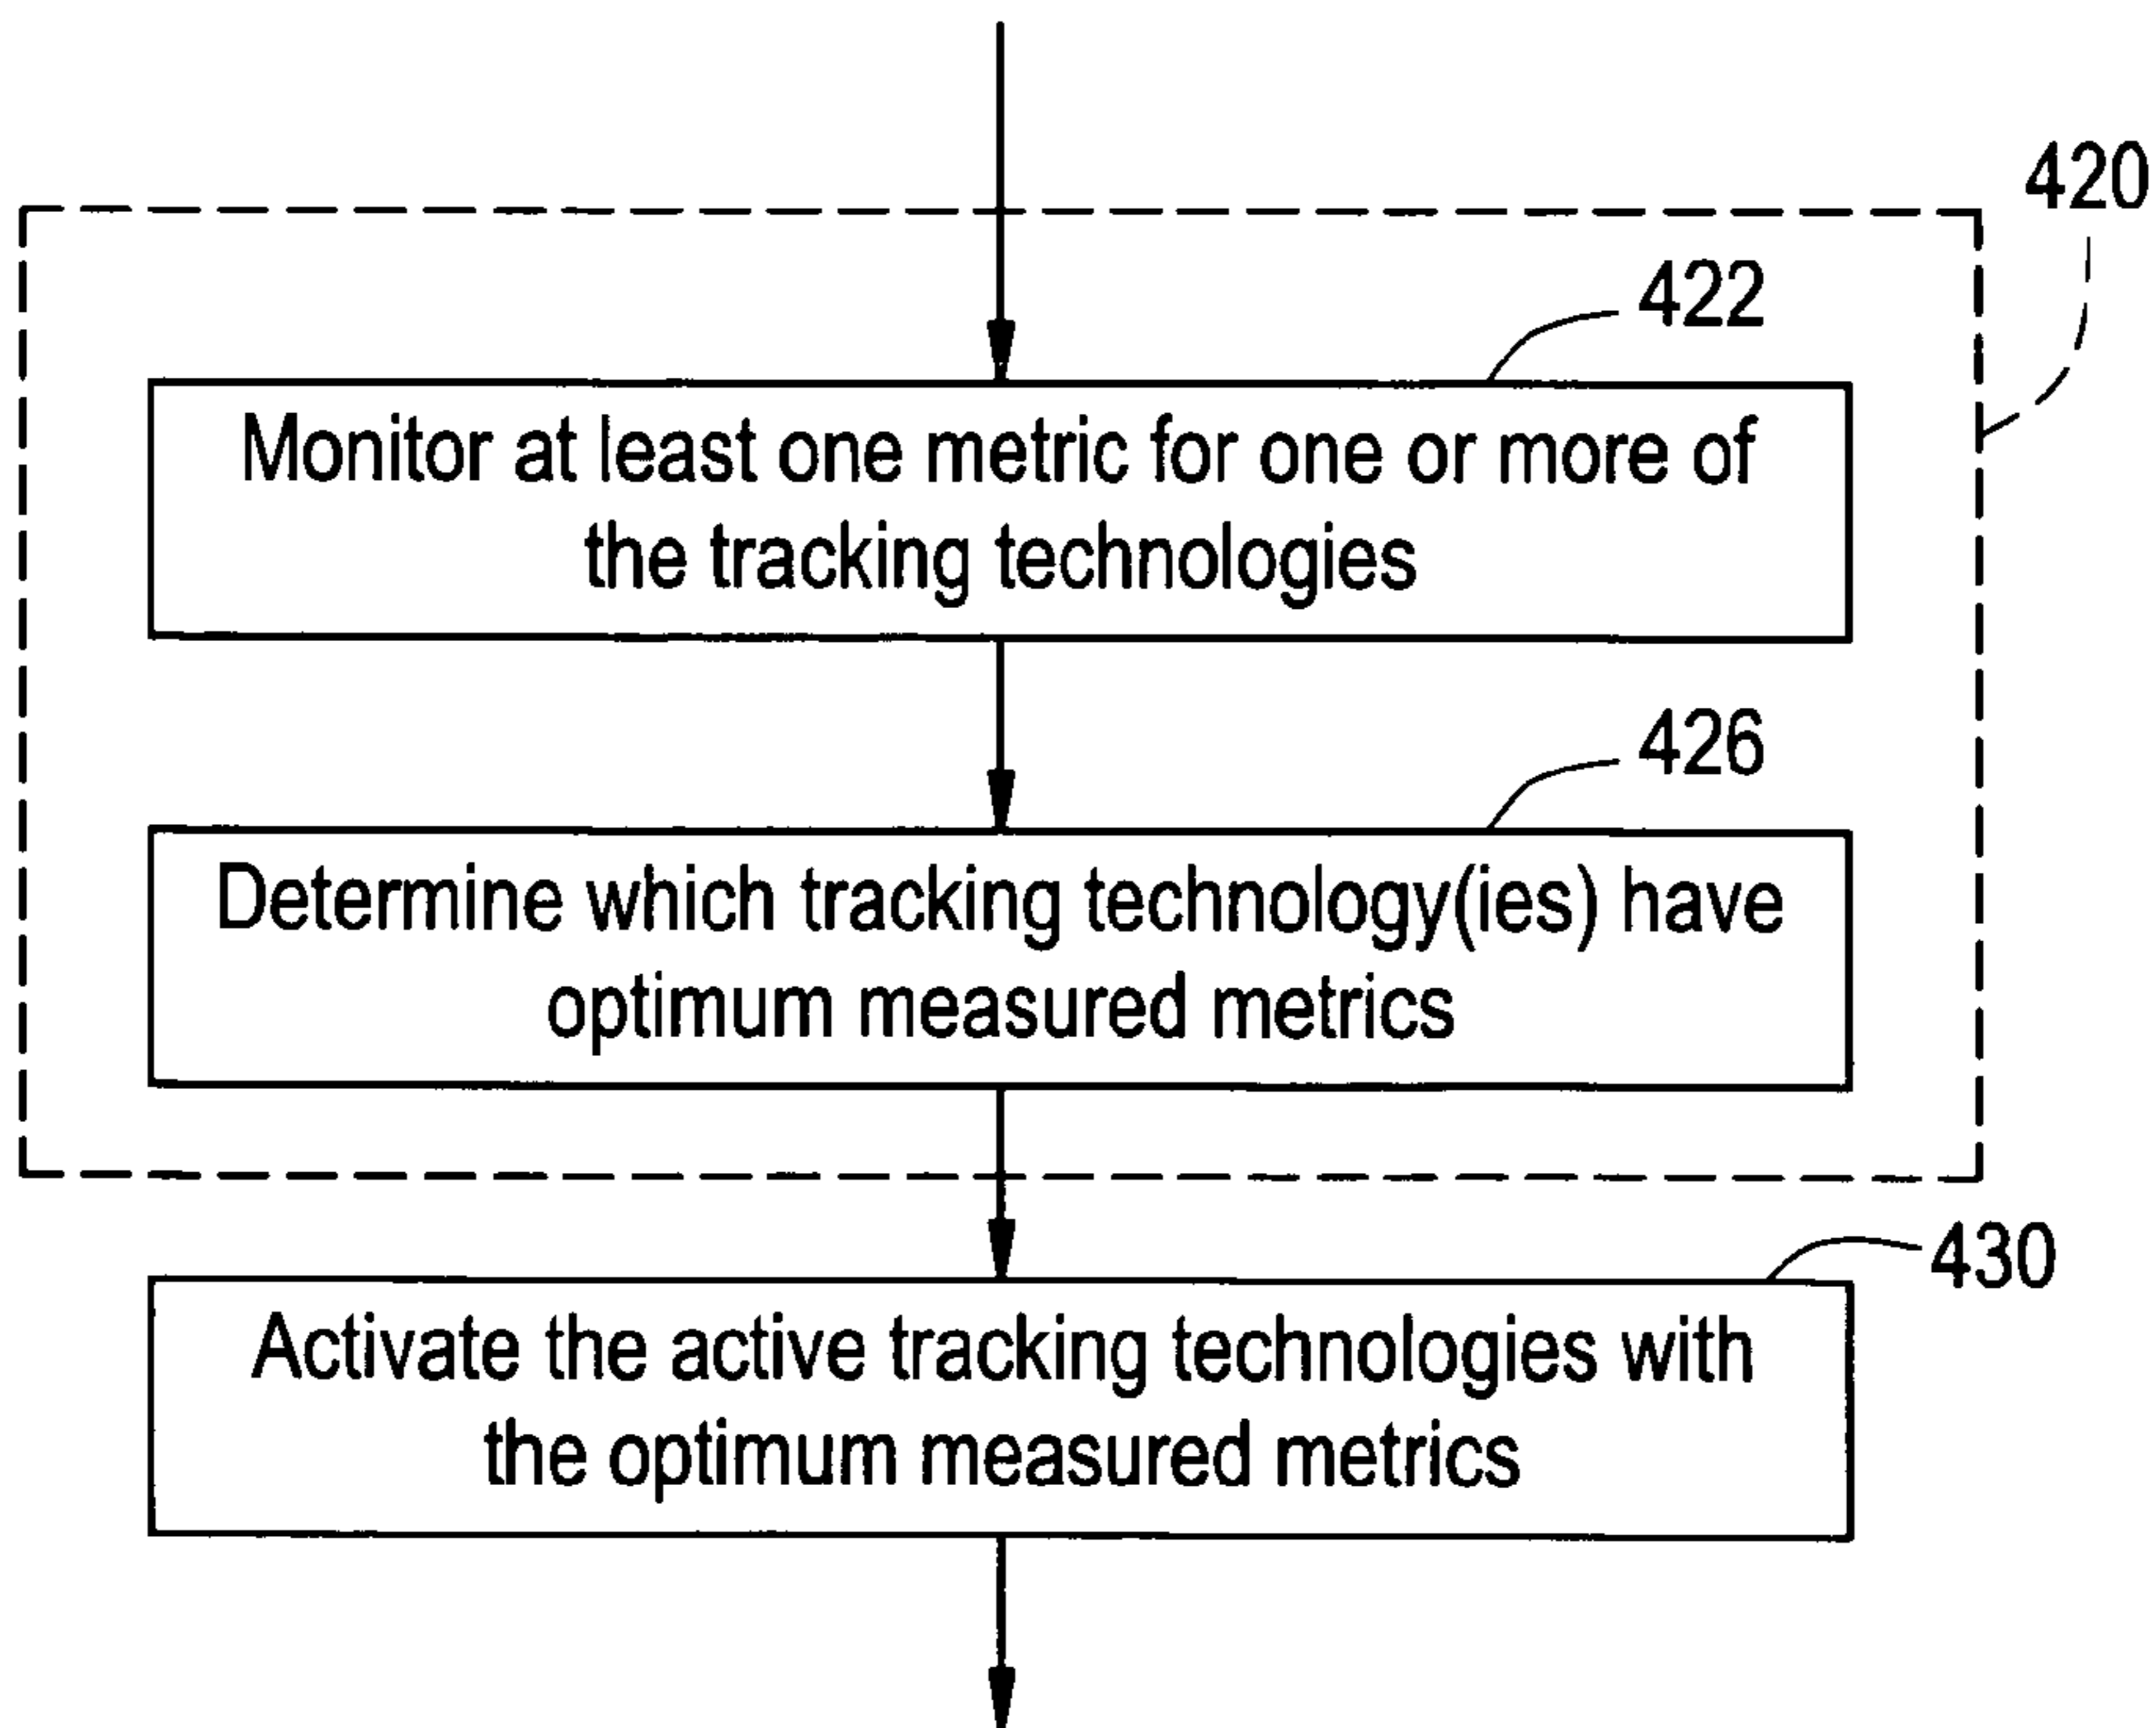 420
422
Monitor at least one metric for one or more of
the tracking technologies
426
Determine which tracking technology(ies) have
optimum measured metrics
430
Activate the active tracking technologies with
the optimum measured metrics